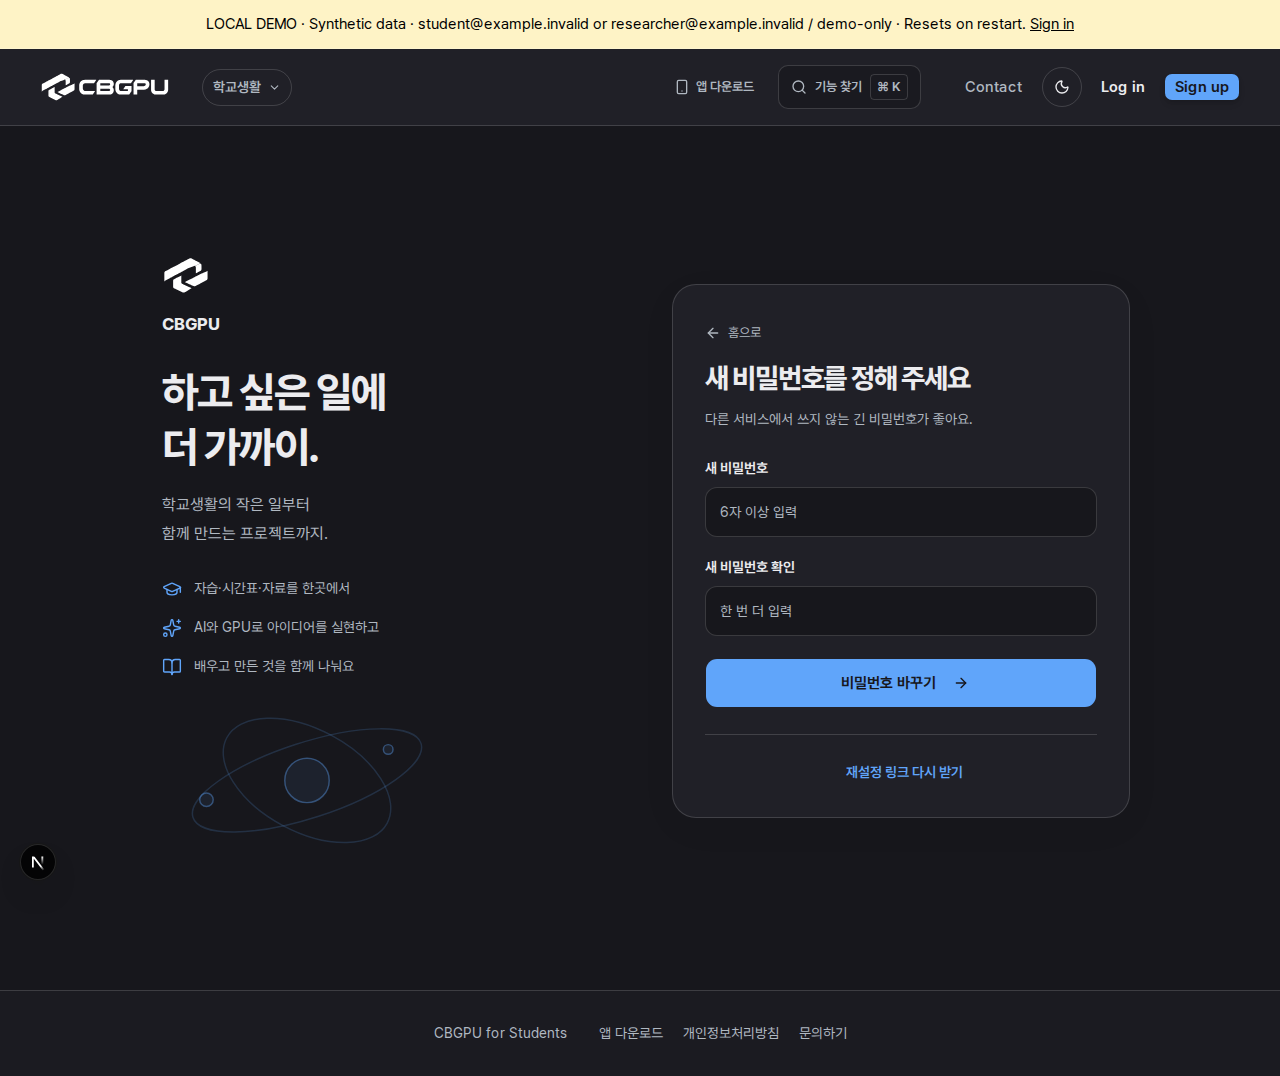 LOCAL DEMO · Synthetic data · student@example.invalid or researcher@example.invalid / demo-only · Resets on restart. Sign in
CBGPU
학교생활
앱 다운로드
기능 찾기
⌘ K
Contact
Log in
Sign up
CBGPU
하고 싶은 일에
더 가까이.
학교생활의 작은 일부터
함께 만드는 프로젝트까지.
자습·시간표·자료를 한곳에서
AI와 GPU로 아이디어를 실현하고
배우고 만든 것을 함께 나눠요
홈으로
새 비밀번호를 정해 주세요
다른 서비스에서 쓰지 않는 긴 비밀번호가 좋아요.
새 비밀번호
6자 이상 입력
새 비밀번호 확인
한 번 더 입력
비밀번호 바꾸기
재설정 링크 다시 받기
N
CBGPU for Students
앱 다운로드
개인정보처리방침
문의하기